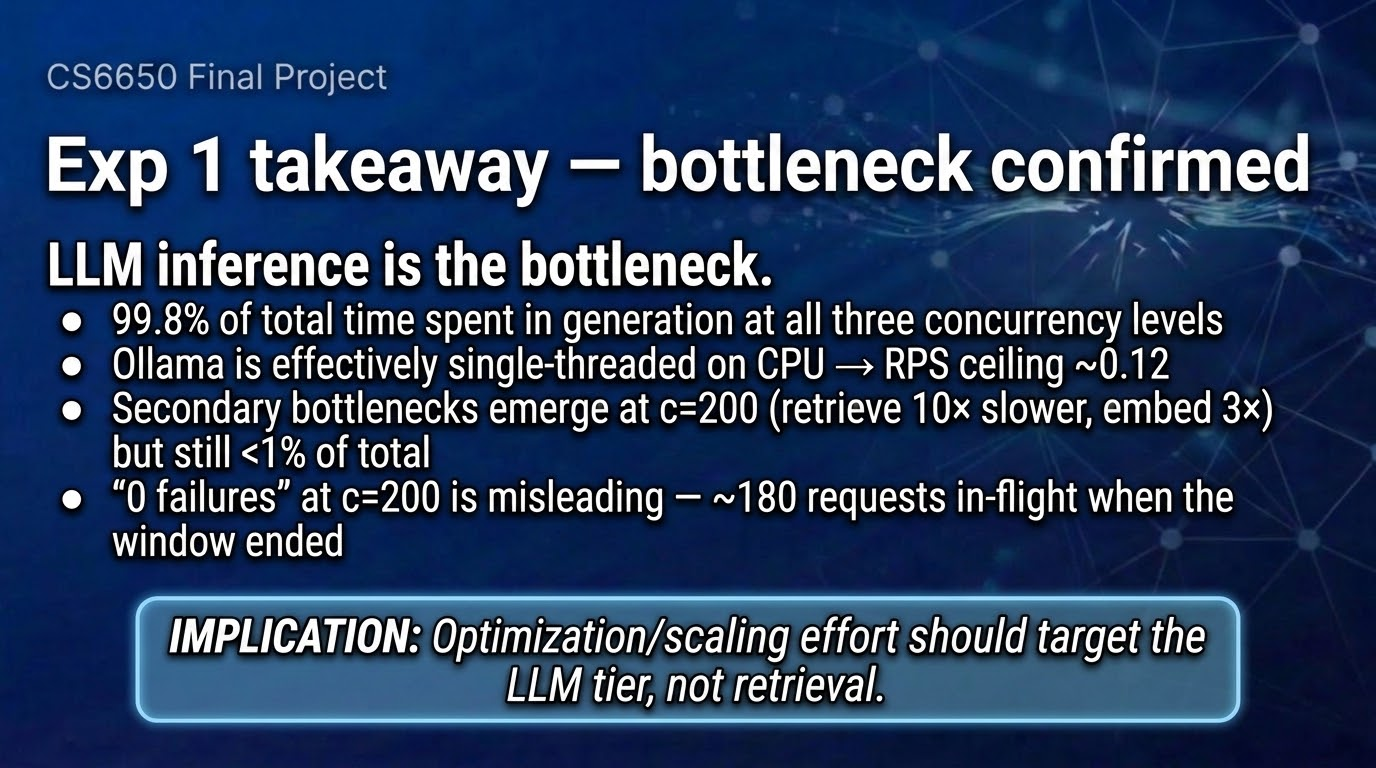 CS6650 Final Project
Exp 1 takeaway — bottleneck confirmed
LLM inference is the bottleneck.
● 99.8% of total time spent in generation at all three concurrency levels
● Ollama is effectively single-threaded on CPU → RPS ceiling ~0.12
● Secondary bottlenecks emerge at c=200 (retrieve 10× slower, embed 3×)
but still <1% of total
● “0 failures” at c=200 is misleading — ~180 requests in-flight when the
window ended
IMPLICATION: Optimization/scaling effort should target the
LLM tier, not retrieval.